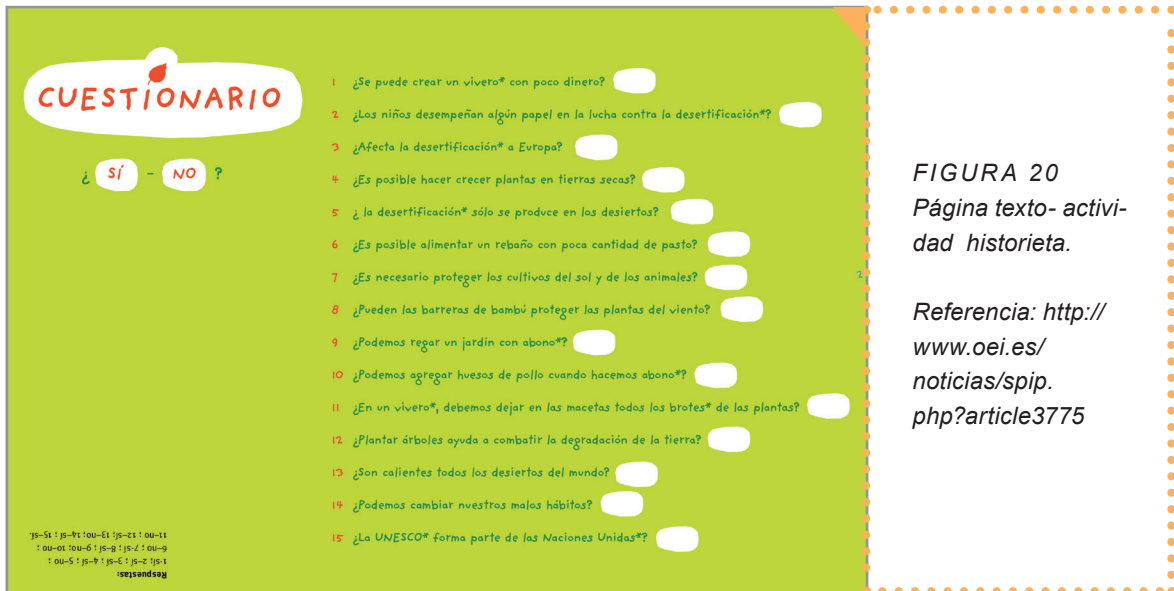 CUESTIONARIO
¿ SÍ - NO ?
1 ¿Se puede crear un vivero* con poco dinero?
2 ¿Los niños desempeñan algún papel en la lucha contra la desertificación*?
3 ¿Afecta la desertificación* a Europa?
4 ¿Es posible hacer crecer plantas en tierras secas?
5 ¿ la desertificación* sólo se produce en los desiertos?
6 ¿Es posible alimentar un rebaño con poca cantidad de pasto?
7 ¿Es necesario proteger los cultivos del sol y de los animales?
8 ¿Pueden las barreras de bambú proteger las plantas del viento?
9 ¿Podemos regar un jardín con abono*?
10 ¿Podemos agregar huesos de pollo cuando hacemos abono*?
11 ¿En un vivero*, debemos dejar en las macetas todos los brotes* de las plantas?
12 ¿Plantar árboles ayuda a combatir la degradación de la tierra?
13 ¿Son calientes todos los desiertos del mundo?
14 ¿Podemos cambiar nuestros malos hábitos?
15 ¿La UNESCO* forma parte de las Naciones Unidas*?
Respuestas:
1-sí; 2-sí ; 3-sí ; 4-sí ; 5-no ;
6-no ; 7-sí ; 8-sí ; 9-no; 10-no ;
11-no ; 12-sí; 13-no; 14-sí ; 15-sí.
2
FIGURA 20
Página texto- activi-
dad historieta.
Referencia: http://
www.oei.es/
noticias/spip.
php?article3775